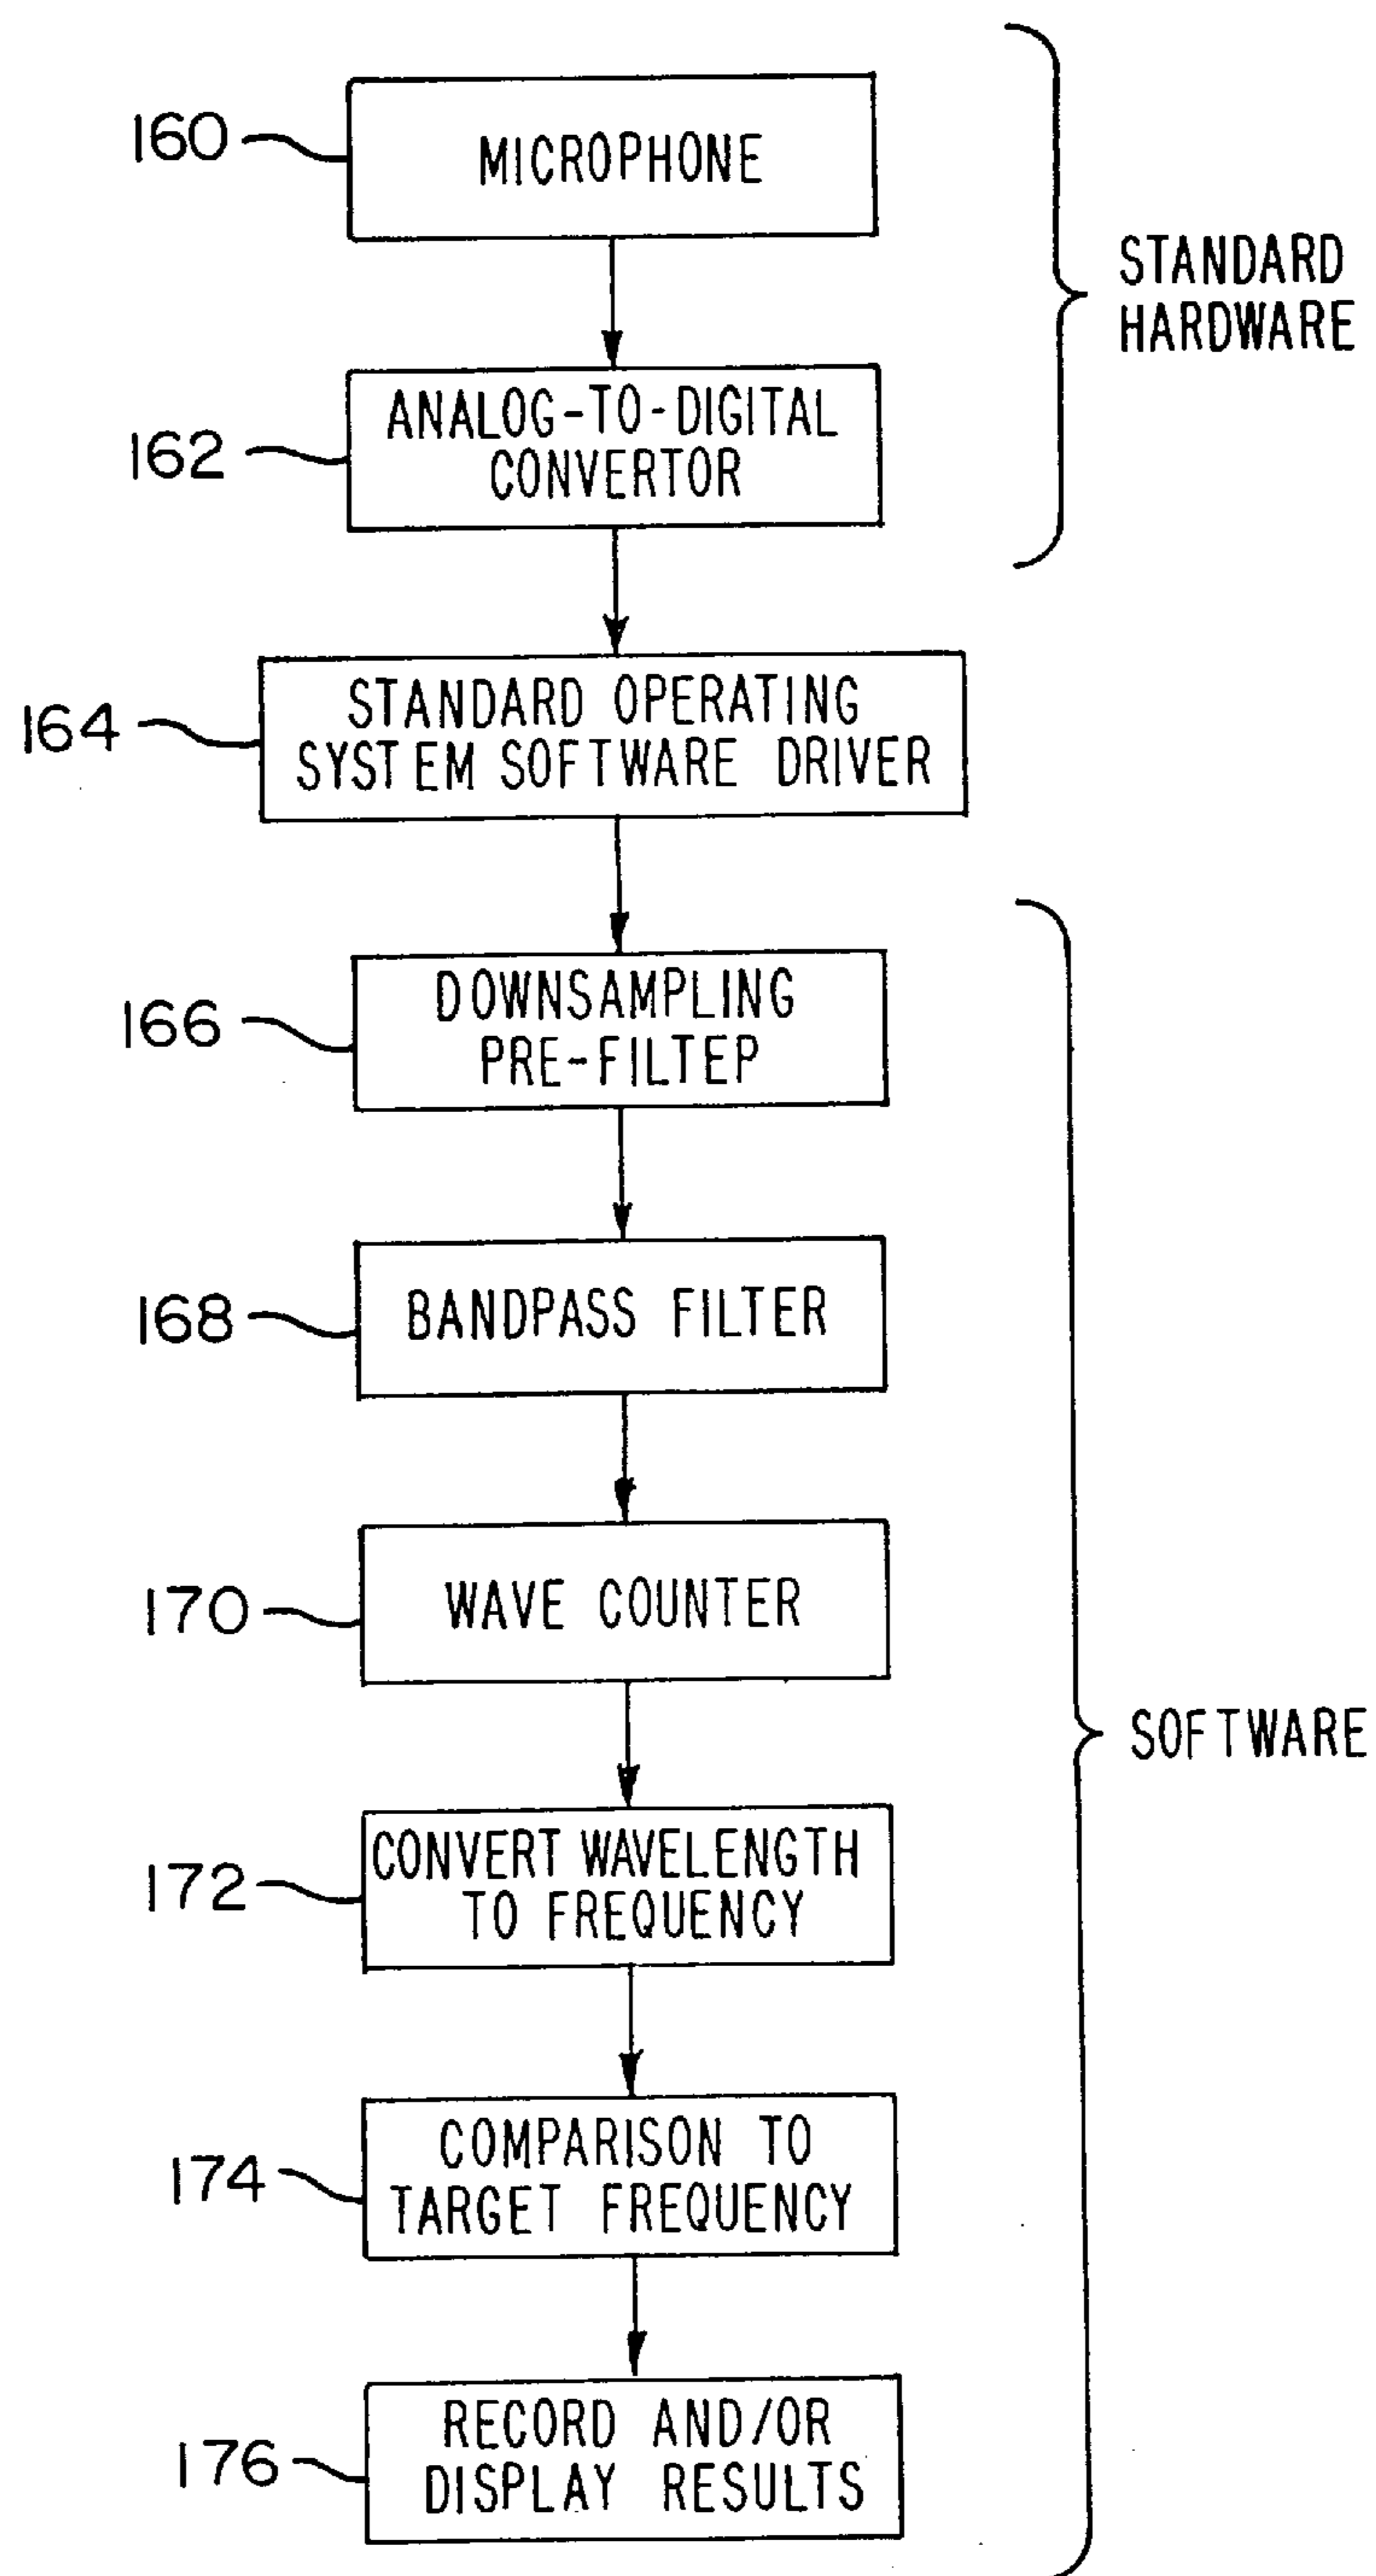 160
MICROPHONE
STANDARD
HARDWARE
162
ANALOG-TO-DIGITAL
CONVERTOR
164
STANDARD OPERATING
SYSTEM SOFTWARE DRIVER
166
DOWNSAMPLING
PRE-FILTEP
168
BANDPASS FILTER
170
WAVE COUNTER
SOFTWARE
172
CONVERT WAVELENGTH
TO FREQUENCY
174
COMPARISON TO
TARGET FREQUENCY
176
RECORD AND/OR
DISPLAY RESULTS